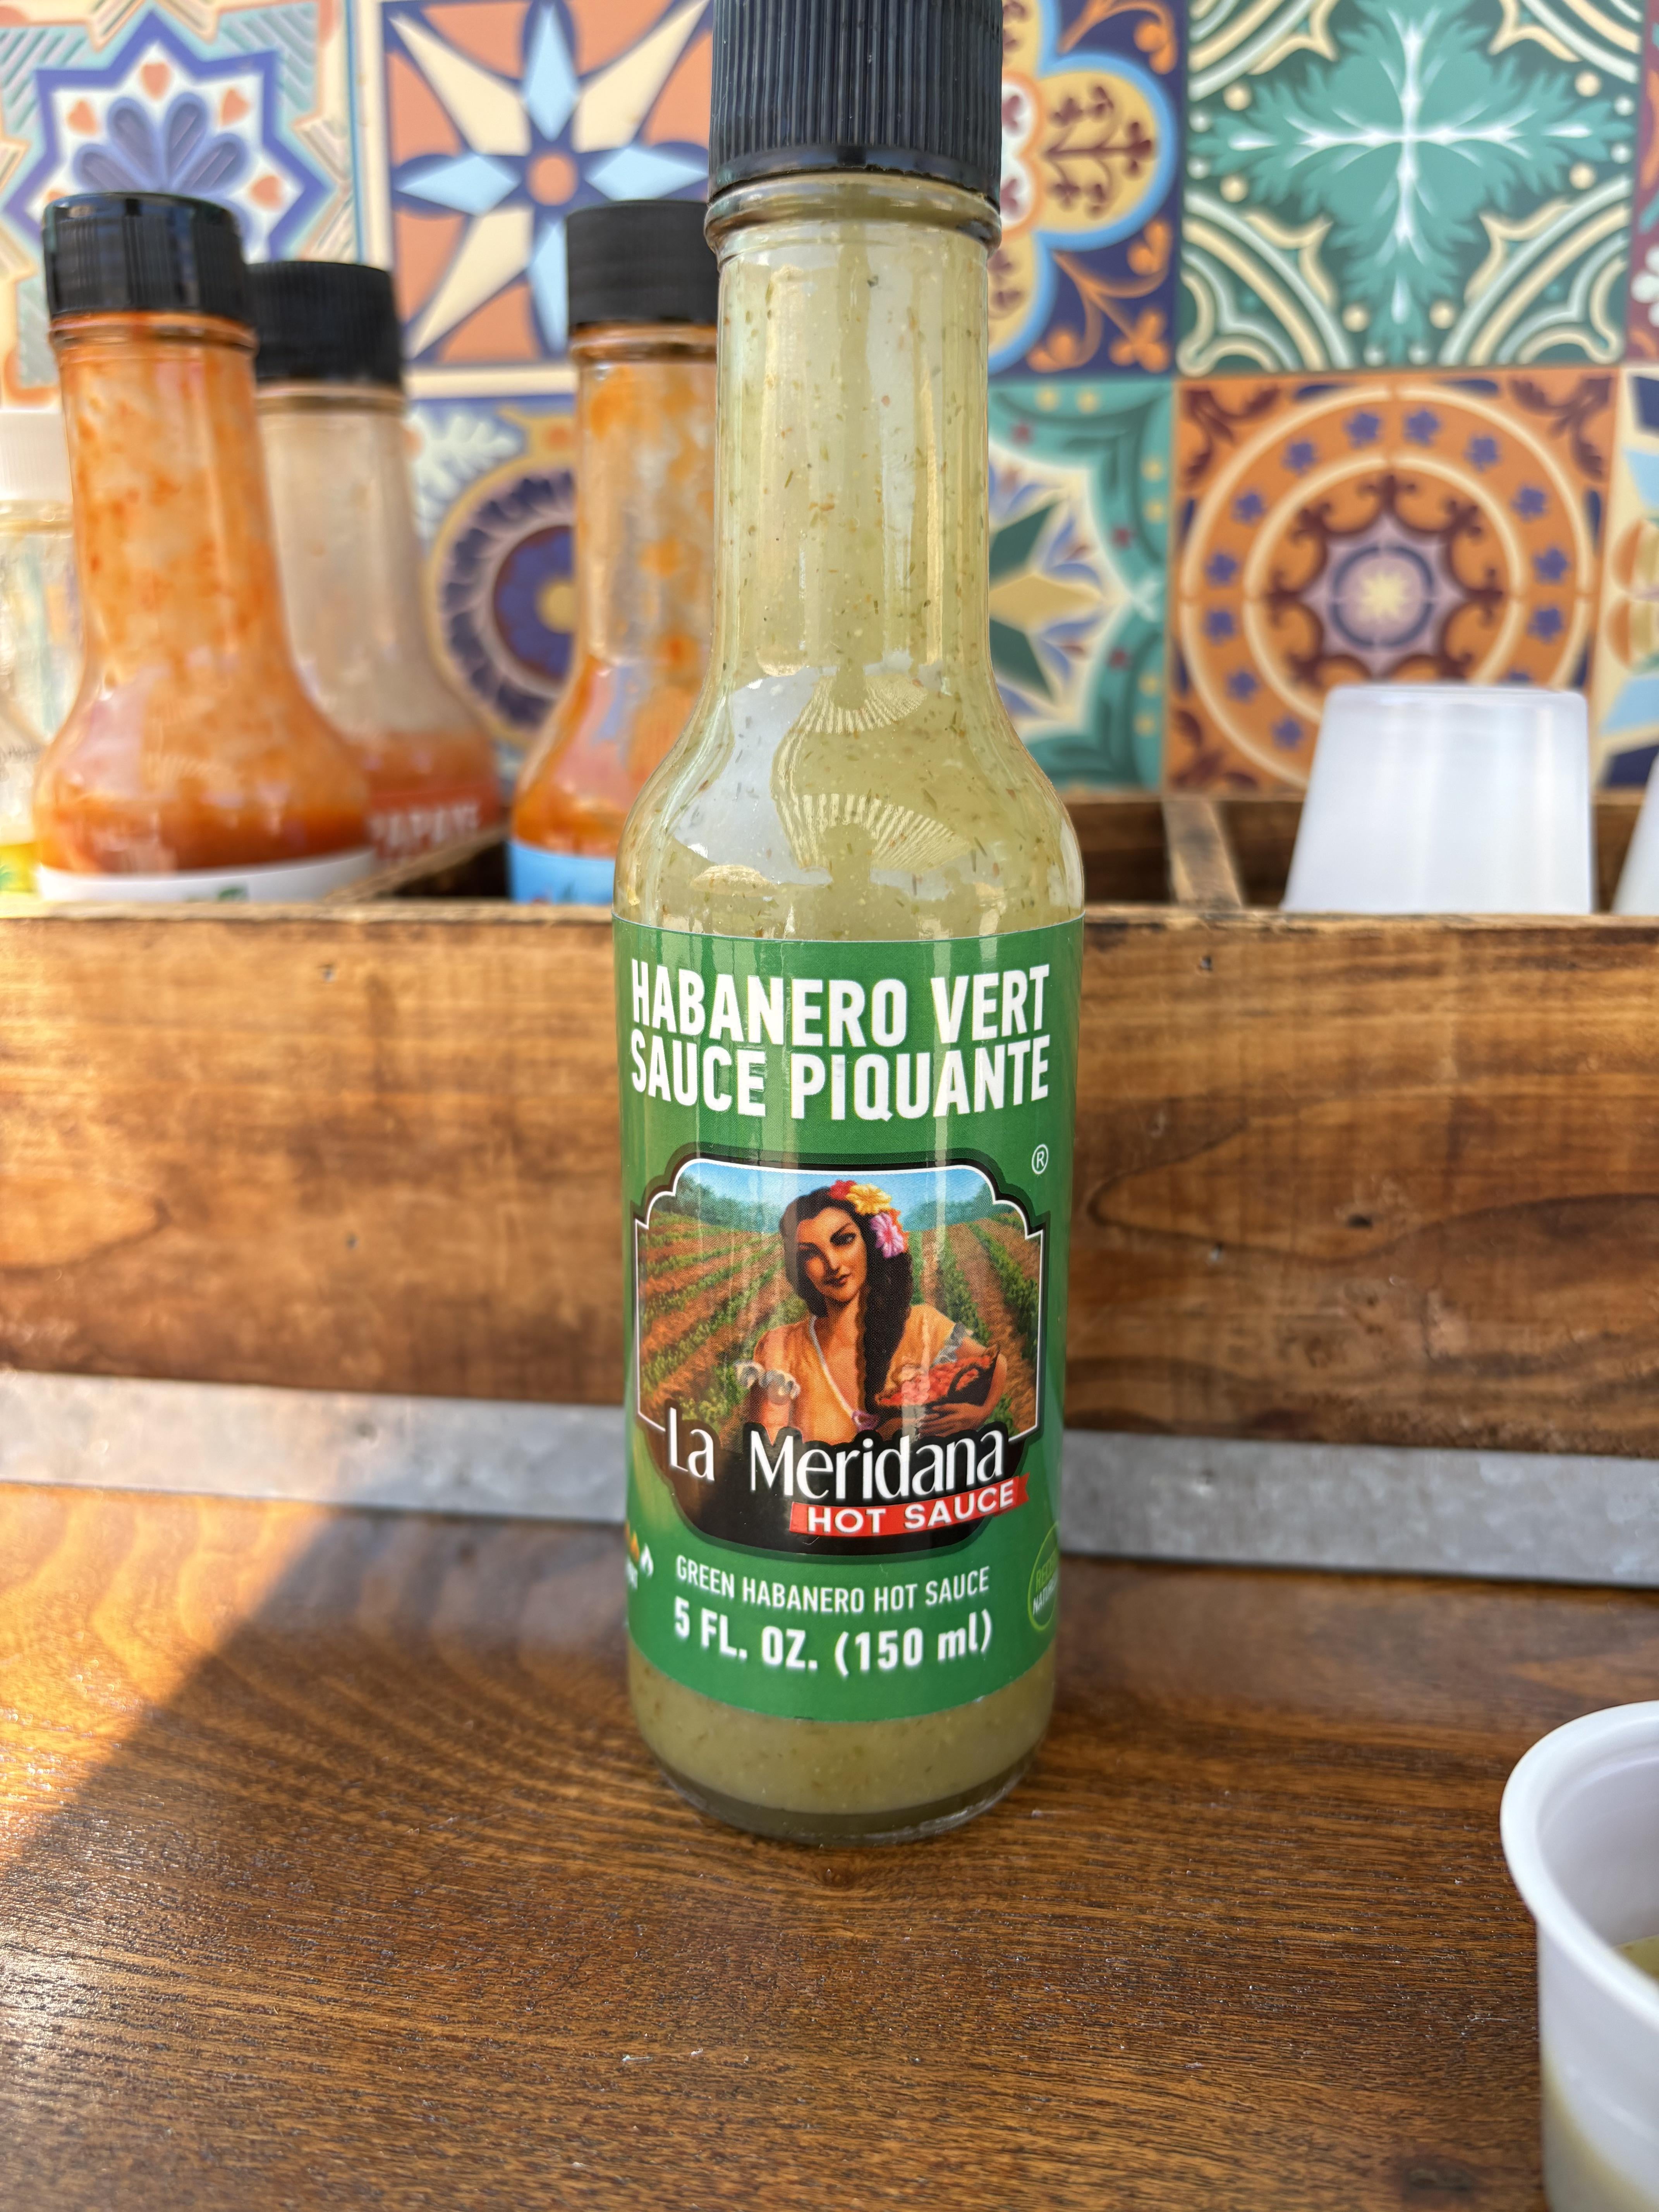 HABANERO VERT
SAUCE PIQUANTE
®
La Meridana
HOT SAUCE
GREEN HABANERO HOT SAUCE
5 FL. OZ. (150 ml)